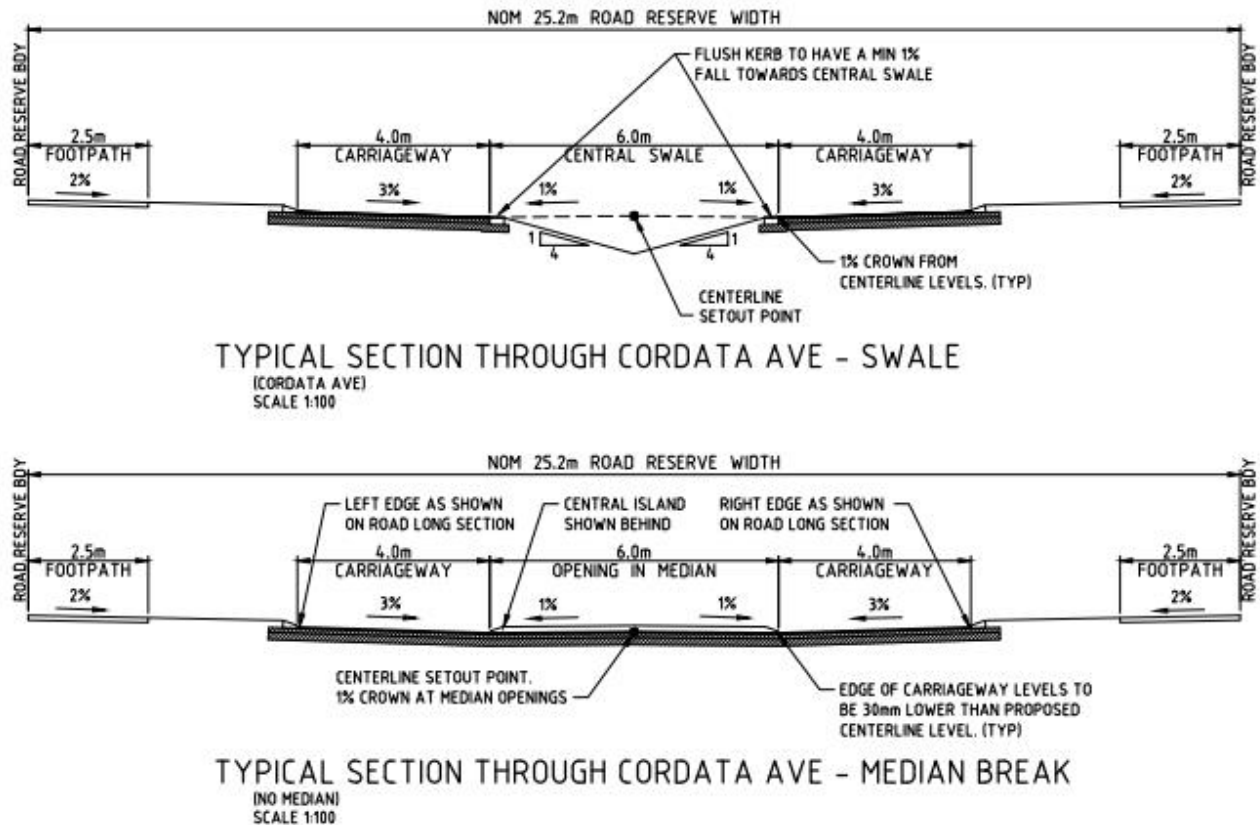 NOM 25.2m ROAD RESERVE WIDTH
ROAD RESERVE BDY
ROAD RESERVE BDY
FLUSH KERB TO HAVE A MIN 1%
FALL TOWARDS CENTRAL SWALE
2.5m
FOOTPATH
2%
4.0m
CARRIAGEWAY
3%
6.0m
CENTRAL SWALE
1%
1%
4.0m
CARRIAGEWAY
3%
2.5m
FOOTPATH
2%
1
4
1
4
1% CROWN FROM
CENTERLINE LEVELS. (TYP)
CENTERLINE
SETOUT POINT
TYPICAL SECTION THROUGH CORDATA AVE - SWALE
(CORDATA AVE)
SCALE 1:100
NOM 25.2m ROAD RESERVE WIDTH
ROAD RESERVE BDY
ROAD RESERVE BDY
LEFT EDGE AS SHOWN
ON ROAD LONG SECTION
CENTRAL ISLAND
SHOWN BEHIND
RIGHT EDGE AS SHOWN
ON ROAD LONG SECTION
2.5m
FOOTPATH
2%
4.0m
CARRIAGEWAY
3%
6.0m
OPENING IN MEDIAN
1%
1%
4.0m
CARRIAGEWAY
3%
2.5m
FOOTPATH
2%
CENTERLINE SETOUT POINT.
1% CROWN AT MEDIAN OPENINGS
EDGE OF CARRIAGEWAY LEVELS TO
BE 30mm LOWER THAN PROPOSED
CENTERLINE LEVEL. (TYP)
TYPICAL SECTION THROUGH CORDATA AVE - MEDIAN BREAK
(NO MEDIAN)
SCALE 1:100